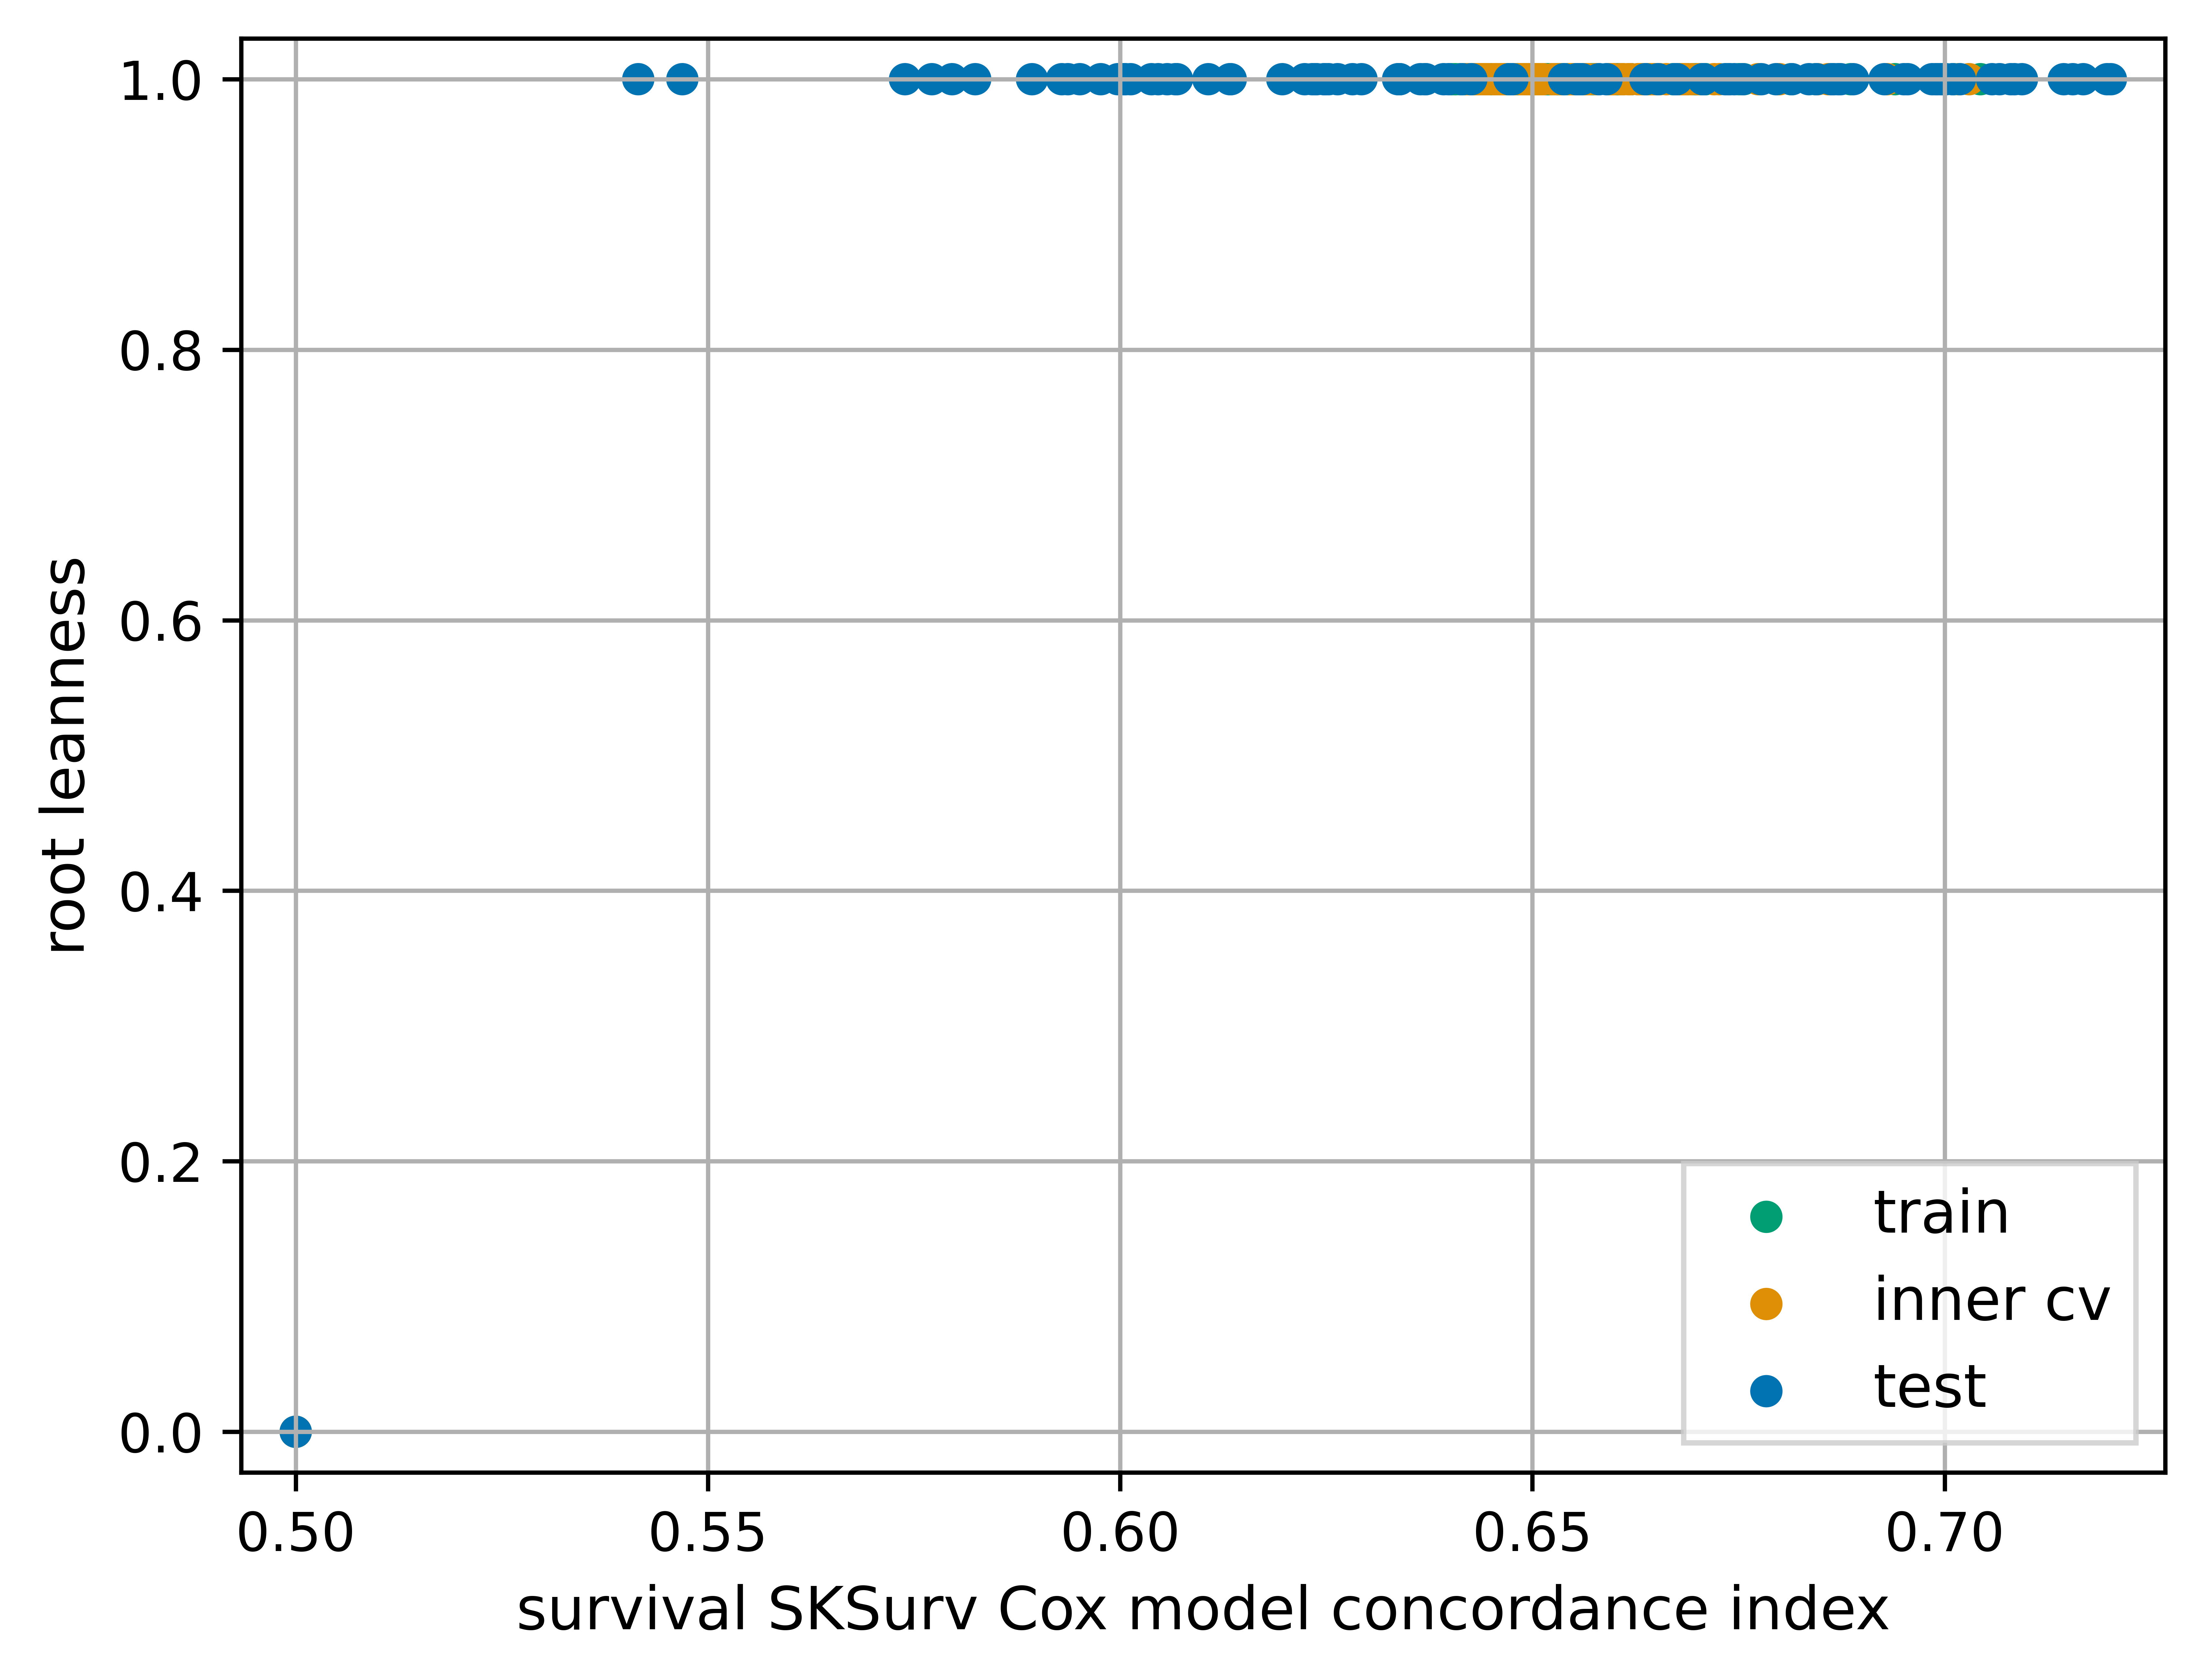 1.0
0.8
0.6
0.4
0.2
0.0
root leanness
train
inner cv
test
0.50 0.55 0.60 0.65 0.70
survival SKSurv Cox model concordance index